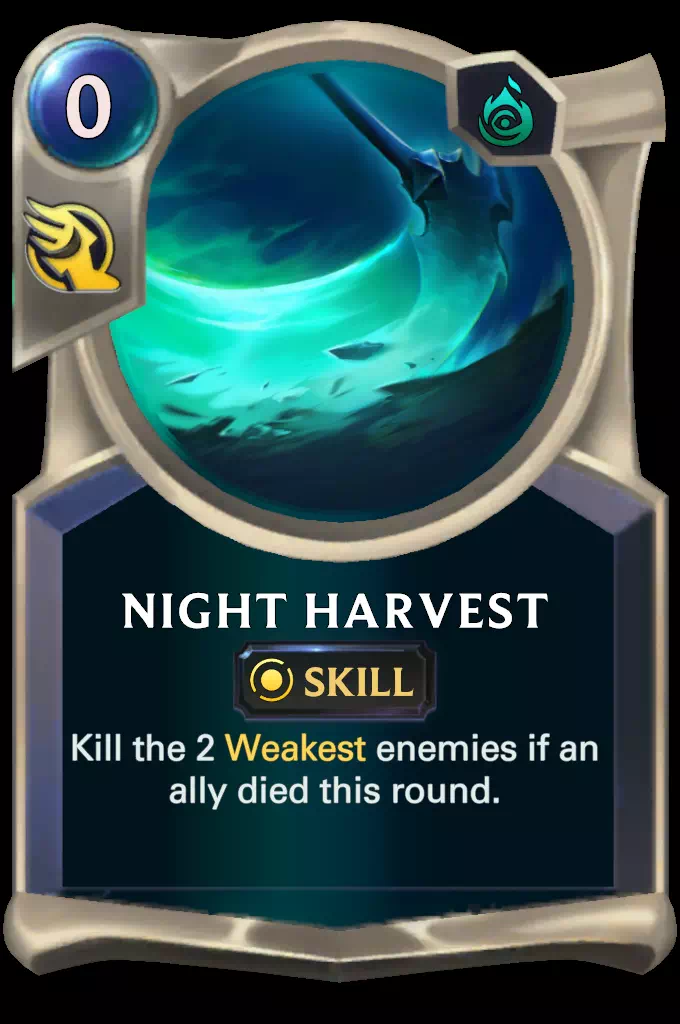 0
NIGHT HARVEST
SKILL
Kill the 2 Weakest enemies if an
ally died this round.